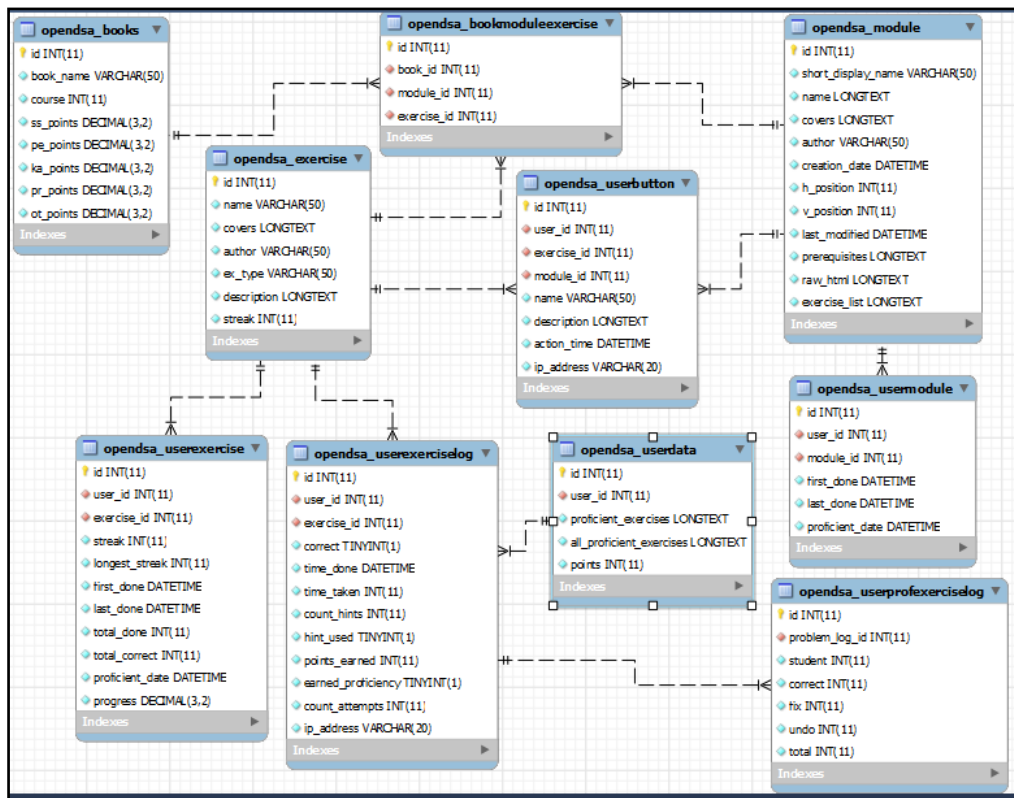 opendsa_books
id INT(11)
book_name VARCHAR(50)
course INT(11)
ss_points DECIMAL(3,2)
pe_points DECIMAL(3,2)
ka_points DECIMAL(3,2)
pr_points DECIMAL(3,2)
ot_points DECIMAL(3,2)
Indexes
opendsa_bookmoduleexercise
id INT(11)
book_id INT(11)
module_id INT(11)
exercise_id INT(11)
Indexes
opendsa_module
id INT(11)
short_display_name VARCHAR(50)
name LONGTEXT
covers LONGTEXT
author VARCHAR(50)
creation_date DATETIME
h_position INT(11)
v_position INT(11)
last_modified DATETIME
prerequisites LONGTEXT
raw_html LONGTEXT
exercise_list LONGTEXT
Indexes
opendsa_exercise
id INT(11)
name VARCHAR(50)
covers LONGTEXT
author VARCHAR(50)
ex_type VARCHAR(50)
description LONGTEXT
streak INT(11)
Indexes
opendsa_userbutton
id INT(11)
user_id INT(11)
exercise_id INT(11)
module_id INT(11)
name VARCHAR(50)
description LONGTEXT
action_time DATETIME
ip_address VARCHAR(20)
Indexes
opendsa_usermodule
id INT(11)
user_id INT(11)
module_id INT(11)
first_done DATETIME
last_done DATETIME
proficient_date DATETIME
Indexes
opendsa_userexercise
id INT(11)
user_id INT(11)
exercise_id INT(11)
streak INT(11)
longest_streak INT(11)
first_done DATETIME
last_done DATETIME
total_done INT(11)
total_correct INT(11)
proficient_date DATETIME
progress DECIMAL(3,2)
Indexes
opendsa_userexerciselog
id INT(11)
user_id INT(11)
exercise_id INT(11)
correct TINYINT(1)
time_done DATETIME
time_taken INT(11)
count_hints INT(11)
hint_used TINYINT(1)
points_earned INT(11)
earned_proficiency TINYINT(1)
count_attempts INT(11)
ip_address VARCHAR(20)
Indexes
opendsa_userdata
id INT(11)
user_id INT(11)
proficient_exercises LONGTEXT
all_proficient_exercises LONGTEXT
points INT(11)
Indexes
opendsa_userprofexerciselog
id INT(11)
problem_log_id INT(11)
student INT(11)
correct INT(11)
fix INT(11)
undo INT(11)
total INT(11)
Indexes